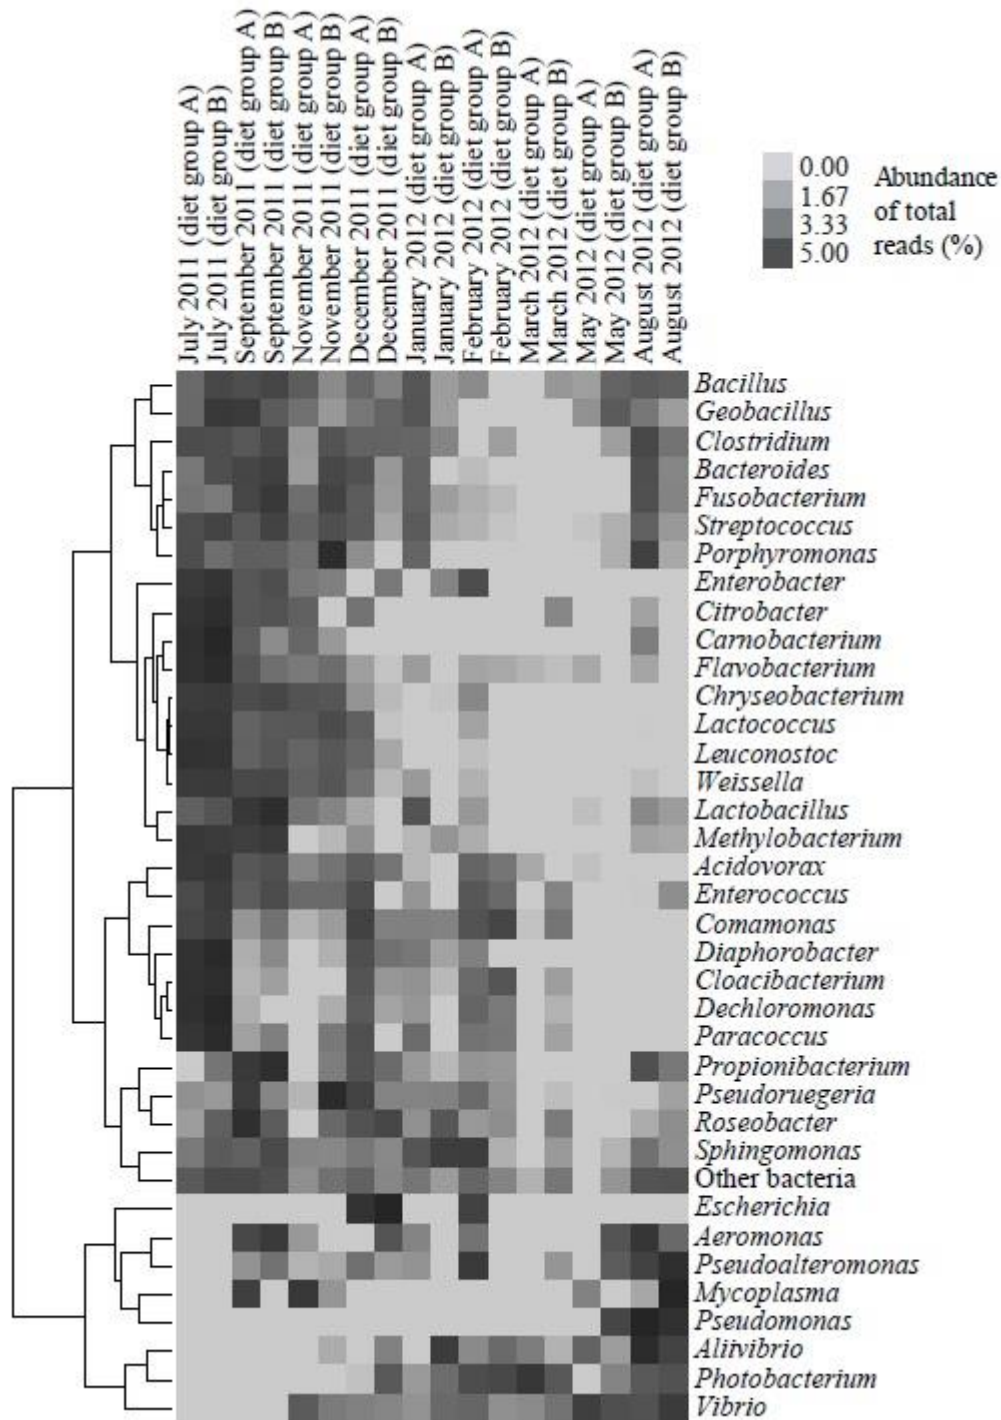 July 2011 (diet group A)
July 2011 (diet group B)
September 2011 (diet group A)
September 2011 (diet group B)
November 2011 (diet group A)
November 2011 (diet group B)
December 2011 (diet group A)
December 2011 (diet group B)
January 2012 (diet group A)
January 2012 (diet group B)
February 2012 (diet group A)
February 2012 (diet group B)
March 2012 (diet group A)
March 2012 (diet group B)
May 2012 (diet group A)
May 2012 (diet group B)
August 2012 (diet group A)
August 2012 (diet group B)
0.00
1.67
3.33
5.00
Abundance
of total
reads (%)
Bacillus
Geobacillus
Clostridium
Bacteroides
Fusobacterium
Streptococcus
Porphyromonas
Enterobacter
Citrobacter
Carnobacterium
Flavobacterium
Chryseobacterium
Lactococcus
Leuconostoc
Weissella
Lactobacillus
Methylobacterium
Acidovorax
Enterococcus
Comamonas
Diaphorobacter
Cloacibacterium
Dechloromonas
Paracoccus
Propionibacterium
Pseudoruegeria
Roseobacter
Sphingomonas
Other bacteria
Escherichia
Aeromonas
Pseudoalteromonas
Mycoplasma
Pseudomonas
Aliivibrio
Photobacterium
Vibrio